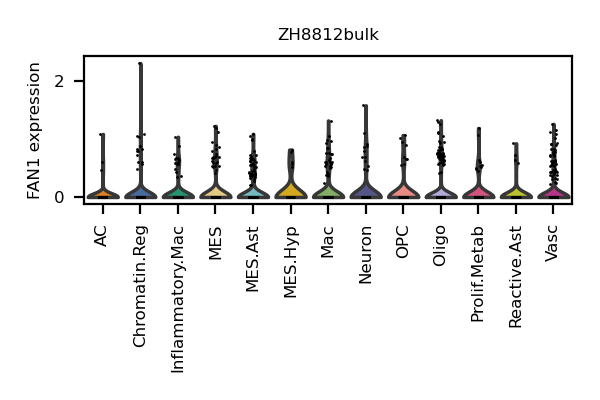 ZH8812bulk
FAN1 expression
2
0
AC
Chromatin.Reg
Inflammatory.Mac
MES
MES.Ast
MES.Hyp
Mac
Neuron
OPC
Oligo
Prolif.Metab
Reactive.Ast
Vasc